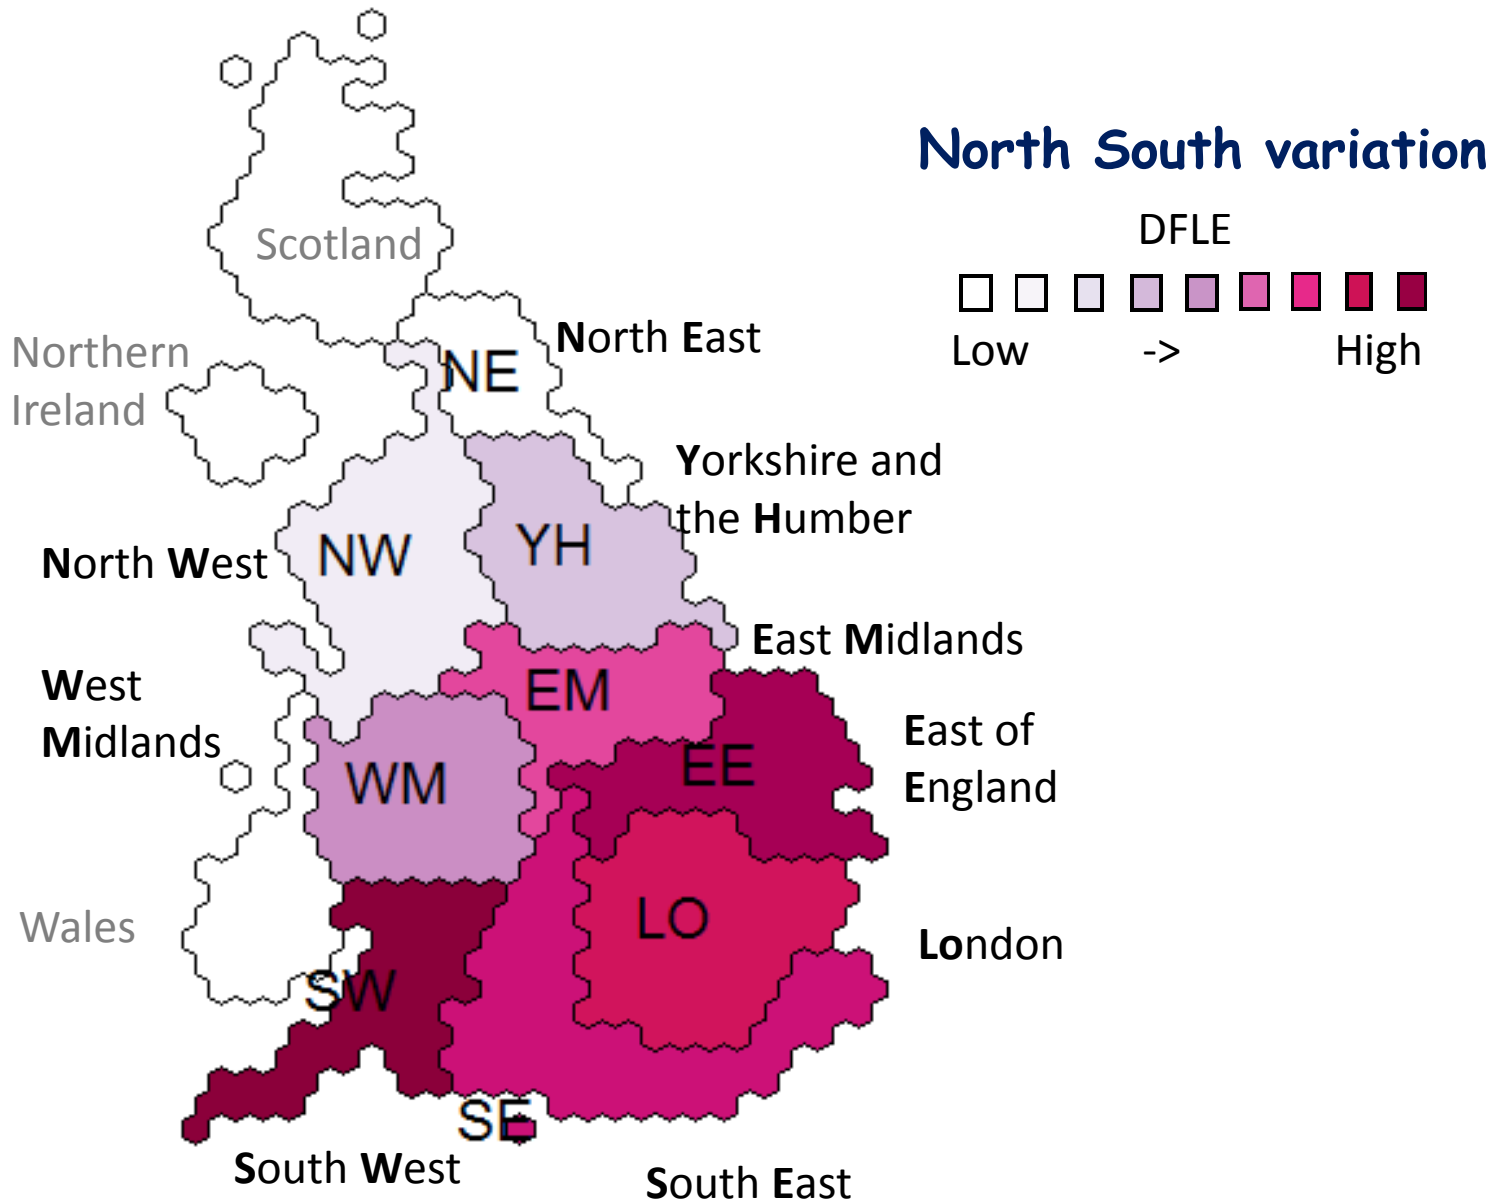 North South variation
DFLE
Low -> High
Scotland
Northern
Ireland
North East
NE
Yorkshire and
the Humber
North West
NW
YH
East Midlands
West
Midlands
EM
East of
England
WM
EE
Wales
LO
London
SW
SE
South West
South East